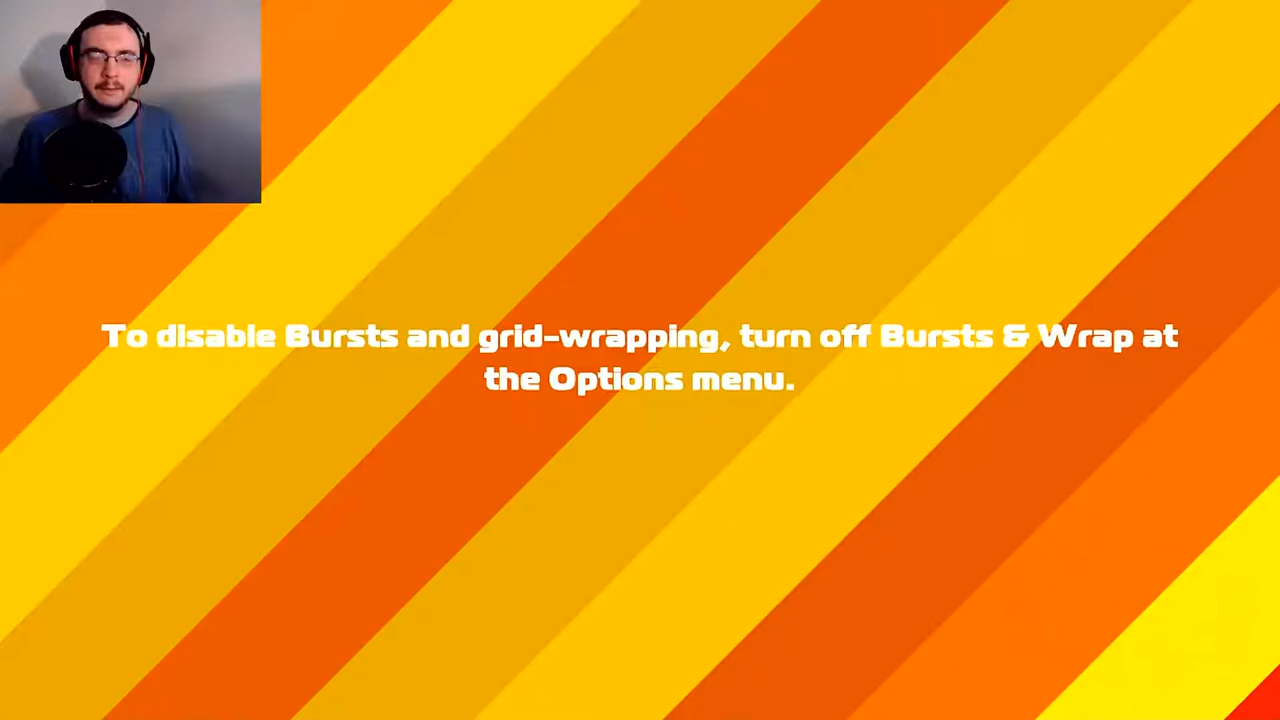 To disable Bursts and grid-wrapping, turn off Bursts & Wrap at
the Options menu.